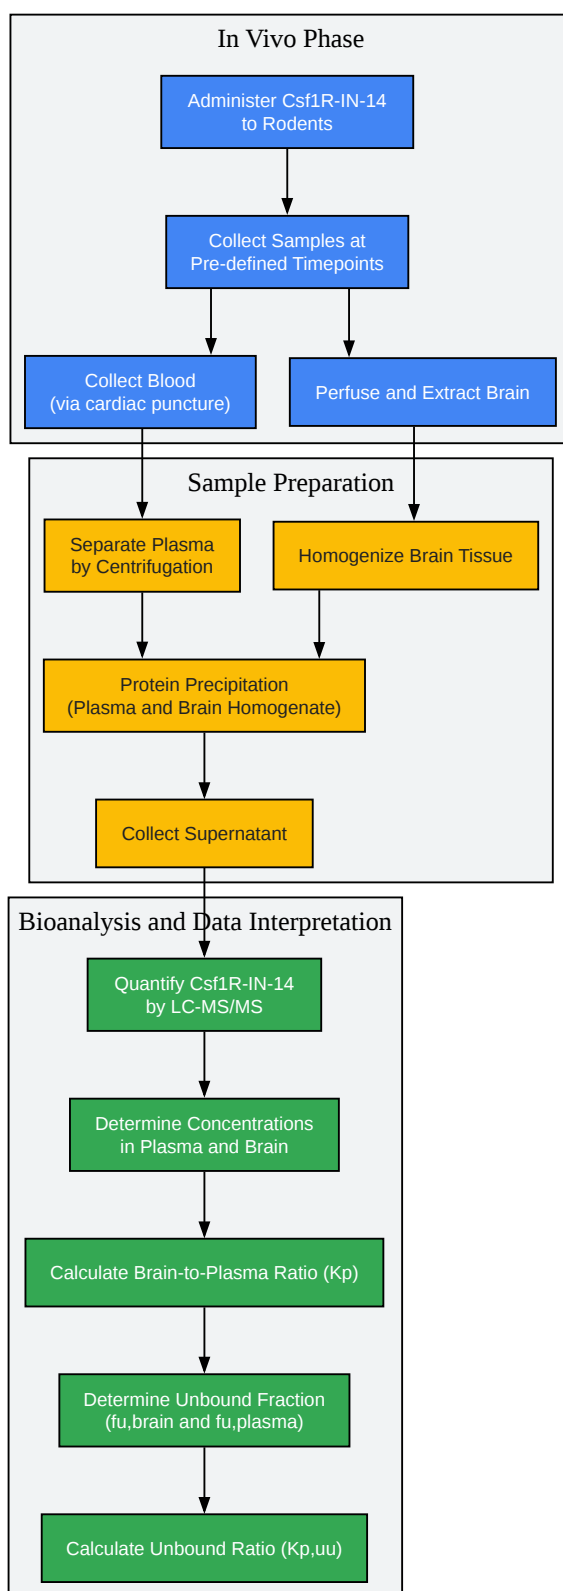 In Vivo Phase
Administer Csf1R-IN-14
to Rodents
Collect Samples at
Pre-defined Timepoints
Collect Blood
(via cardiac puncture)
Perfuse and Extract Brain
Sample Preparation
Separate Plasma
by Centrifugation
Homogenize Brain Tissue
Protein Precipitation
(Plasma and Brain Homogenate)
Collect Supernatant
Bioanalysis and Data Interpretation
Quantify Csf1R-IN-14
by LC-MS/MS
Determine Concentrations
in Plasma and Brain
Calculate Brain-to-Plasma Ratio (Kp)
Determine Unbound Fraction
(fu,brain and fu,plasma)
Calculate Unbound Ratio (Kp,uu)